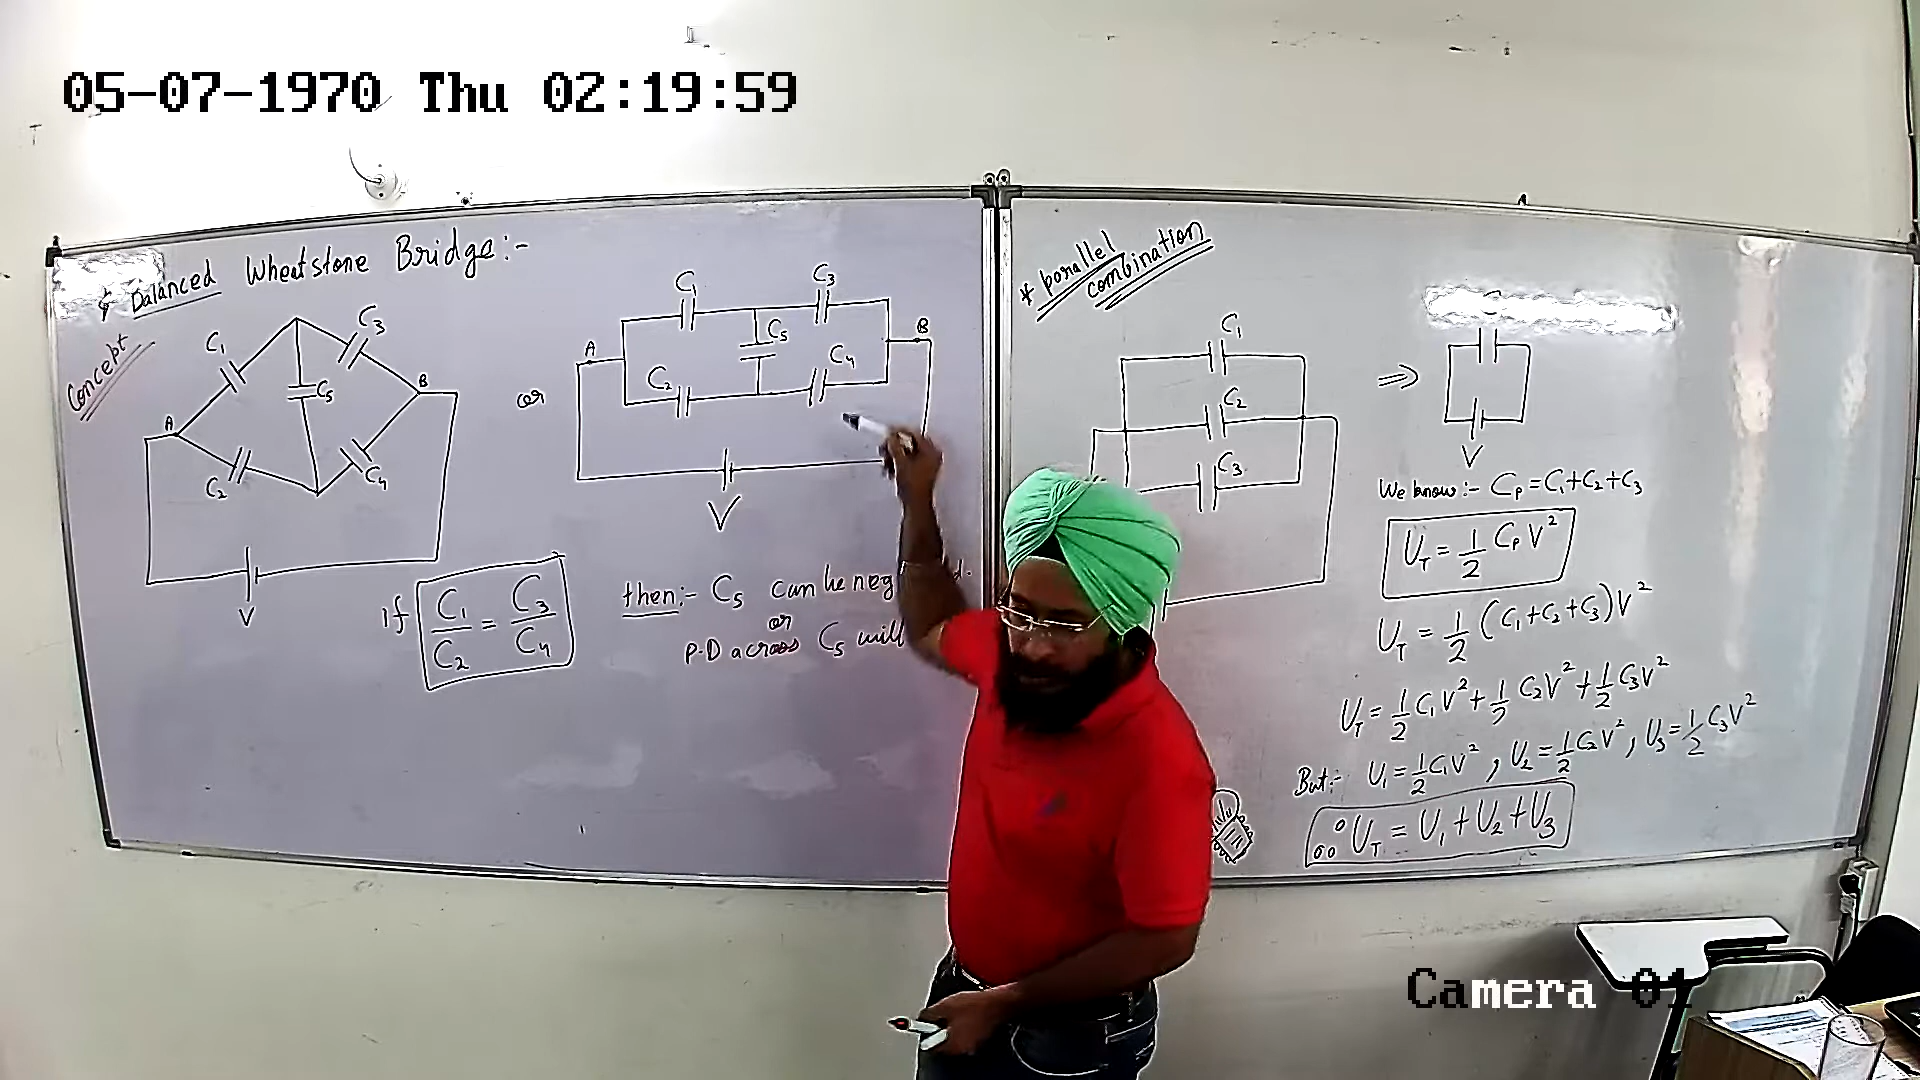 05-07-1970 Thu 02:19:59
Balanced Wheatstone Bridge:-
Concept
C1
C3
C5
A
B
C2
C4
V
or
C1
C3
C5
A
B
C2
C4
V
if C1/C2 = C3/C4
then:- C5 can be neg
or
P.D across C5 will
* parallel
combination
C1
C2
C3
⇒
V
We know:- Cp = C1+C2+C3
UT = 1/2 Cp V²
UT = 1/2 (C1+C2+C3)V²
UT = 1/2 C1V² + 1/2 C2V² + 1/2 C3V²
But:- U1 = 1/2 C1V², U2 = 1/2 C2V², U3 = 1/2 C3V²
∴ UT = U1 + U2 + U3
Camera 01